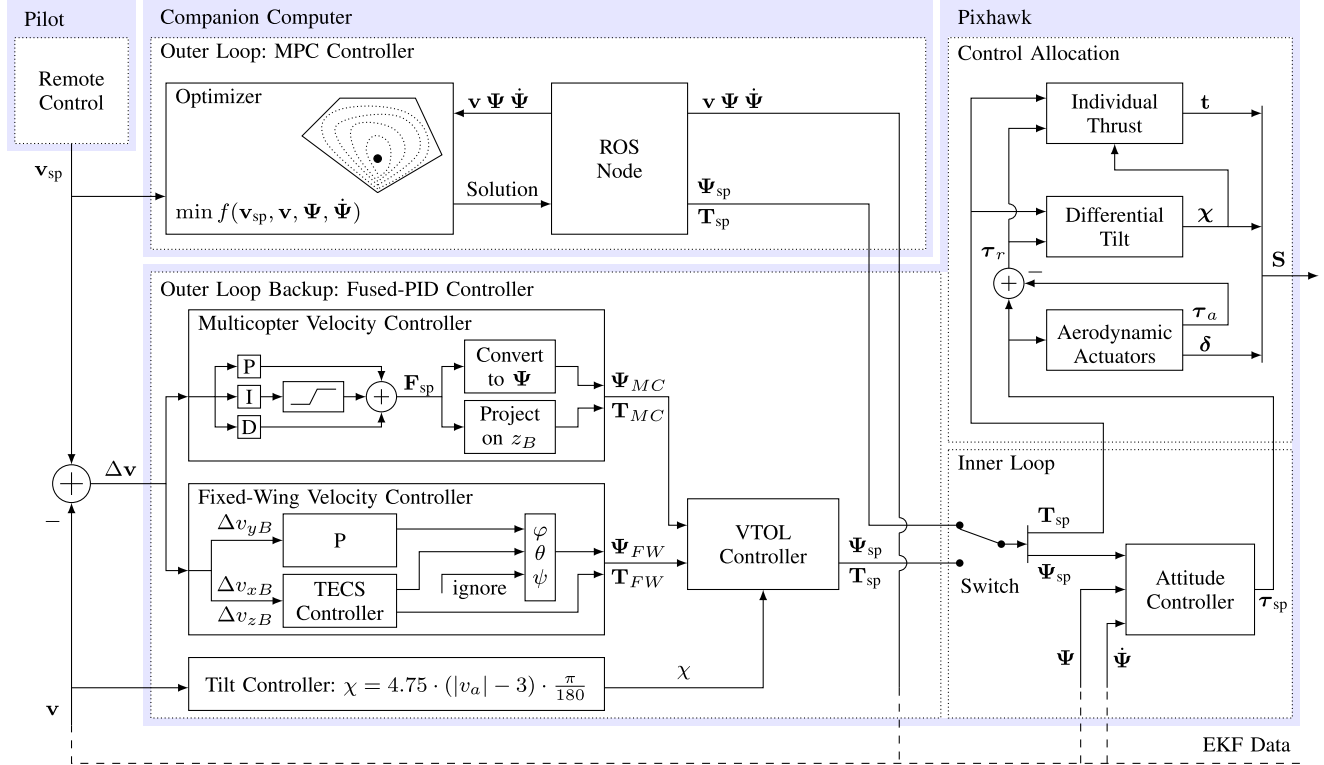 Pilot
Remote
Control
v_sp
Companion Computer
Outer Loop: MPC Controller
Optimizer
min f(v_sp, v, Ψ, Ψ̇)
v Ψ Ψ̇
Solution
ROS
Node
v Ψ Ψ̇
Ψ_sp
T_sp
Outer Loop Backup: Fused-PID Controller
Multicopter Velocity Controller
P
I
D
+
F_sp
Convert
to Ψ
Project
on z_B
Ψ_MC
T_MC
+
−
Δv
Fixed-Wing Velocity Controller
Δv_yB
P
Δv_xB
Δv_zB
TECS
Controller
ignore
φ
θ
ψ
Ψ_FW
T_FW
VTOL
Controller
Ψ_sp
T_sp
v
Tilt Controller: χ = 4.75 · (|v_a| − 3) · π/180
χ
Pixhawk
Control Allocation
Individual
Thrust
t
Differential
Tilt
χ
τ_r
+
−
τ_a
Aerodynamic
Actuators
δ
S
Inner Loop
Switch
T_sp
Ψ_sp
Attitude
Controller
τ_sp
Ψ
Ψ̇
EKF Data